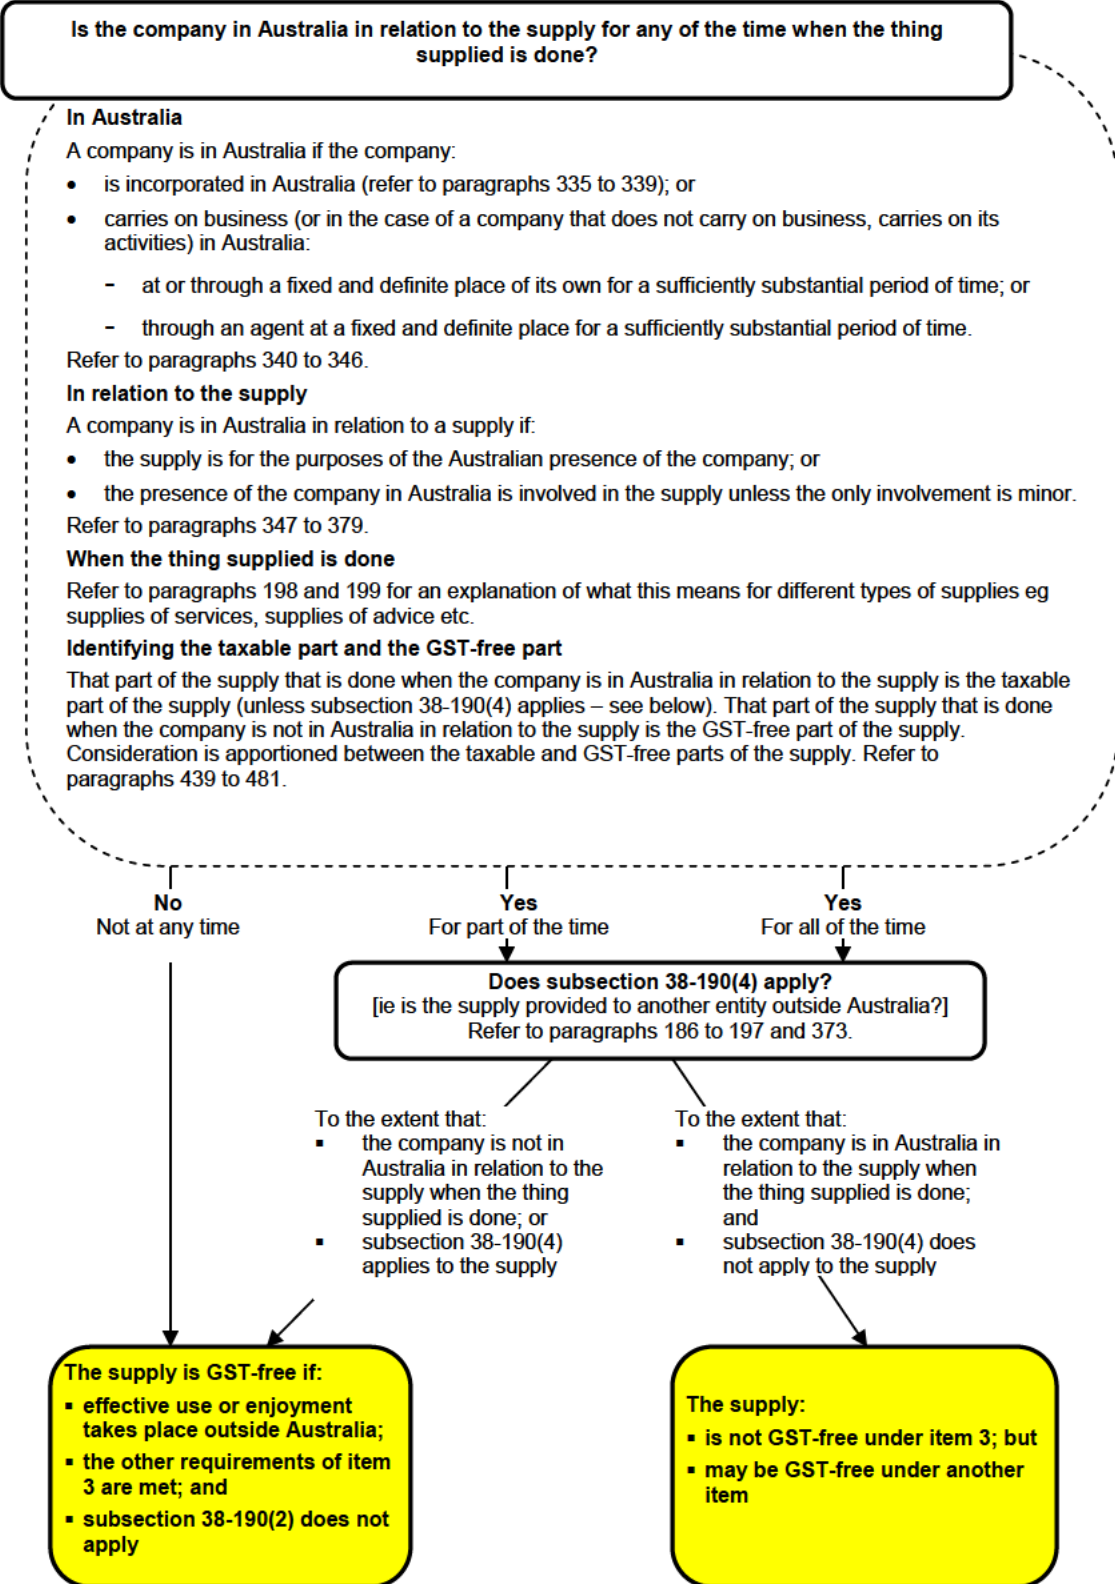 Is the company in Australia in relation to the supply for any of the time when the thing
supplied is done?
In Australia
A company is in Australia if the company:
• is incorporated in Australia (refer to paragraphs 335 to 339); or
• carries on business (or in the case of a company that does not carry on business, carries on its
activities) in Australia:
- at or through a fixed and definite place of its own for a sufficiently substantial period of time; or
- through an agent at a fixed and definite place for a sufficiently substantial period of time.
Refer to paragraphs 340 to 346.
In relation to the supply
A company is in Australia in relation to a supply if:
• the supply is for the purposes of the Australian presence of the company; or
• the presence of the company in Australia is involved in the supply unless the only involvement is minor.
Refer to paragraphs 347 to 379.
When the thing supplied is done
Refer to paragraphs 198 and 199 for an explanation of what this means for different types of supplies eg
supplies of services, supplies of advice etc.
Identifying the taxable part and the GST-free part
That part of the supply that is done when the company is in Australia in relation to the supply is the taxable
part of the supply (unless subsection 38-190(4) applies – see below). That part of the supply that is done
when the company is not in Australia in relation to the supply is the GST-free part of the supply.
Consideration is apportioned between the taxable and GST-free parts of the supply. Refer to
paragraphs 439 to 481.
No
Not at any time
Yes
For part of the time
Yes
For all of the time
Does subsection 38-190(4) apply?
[ie is the supply provided to another entity outside Australia?]
Refer to paragraphs 186 to 197 and 373.
To the extent that:
▪ the company is not in
Australia in relation to the
supply when the thing
supplied is done; or
▪ subsection 38-190(4)
applies to the supply
To the extent that:
▪ the company is in Australia in
relation to the supply when
the thing supplied is done;
and
▪ subsection 38-190(4) does
not apply to the supply
The supply is GST-free if:
▪ effective use or enjoyment
takes place outside Australia;
▪ the other requirements of item
3 are met; and
▪ subsection 38-190(2) does not
apply
The supply:
▪ is not GST-free under item 3; but
▪ may be GST-free under another
item